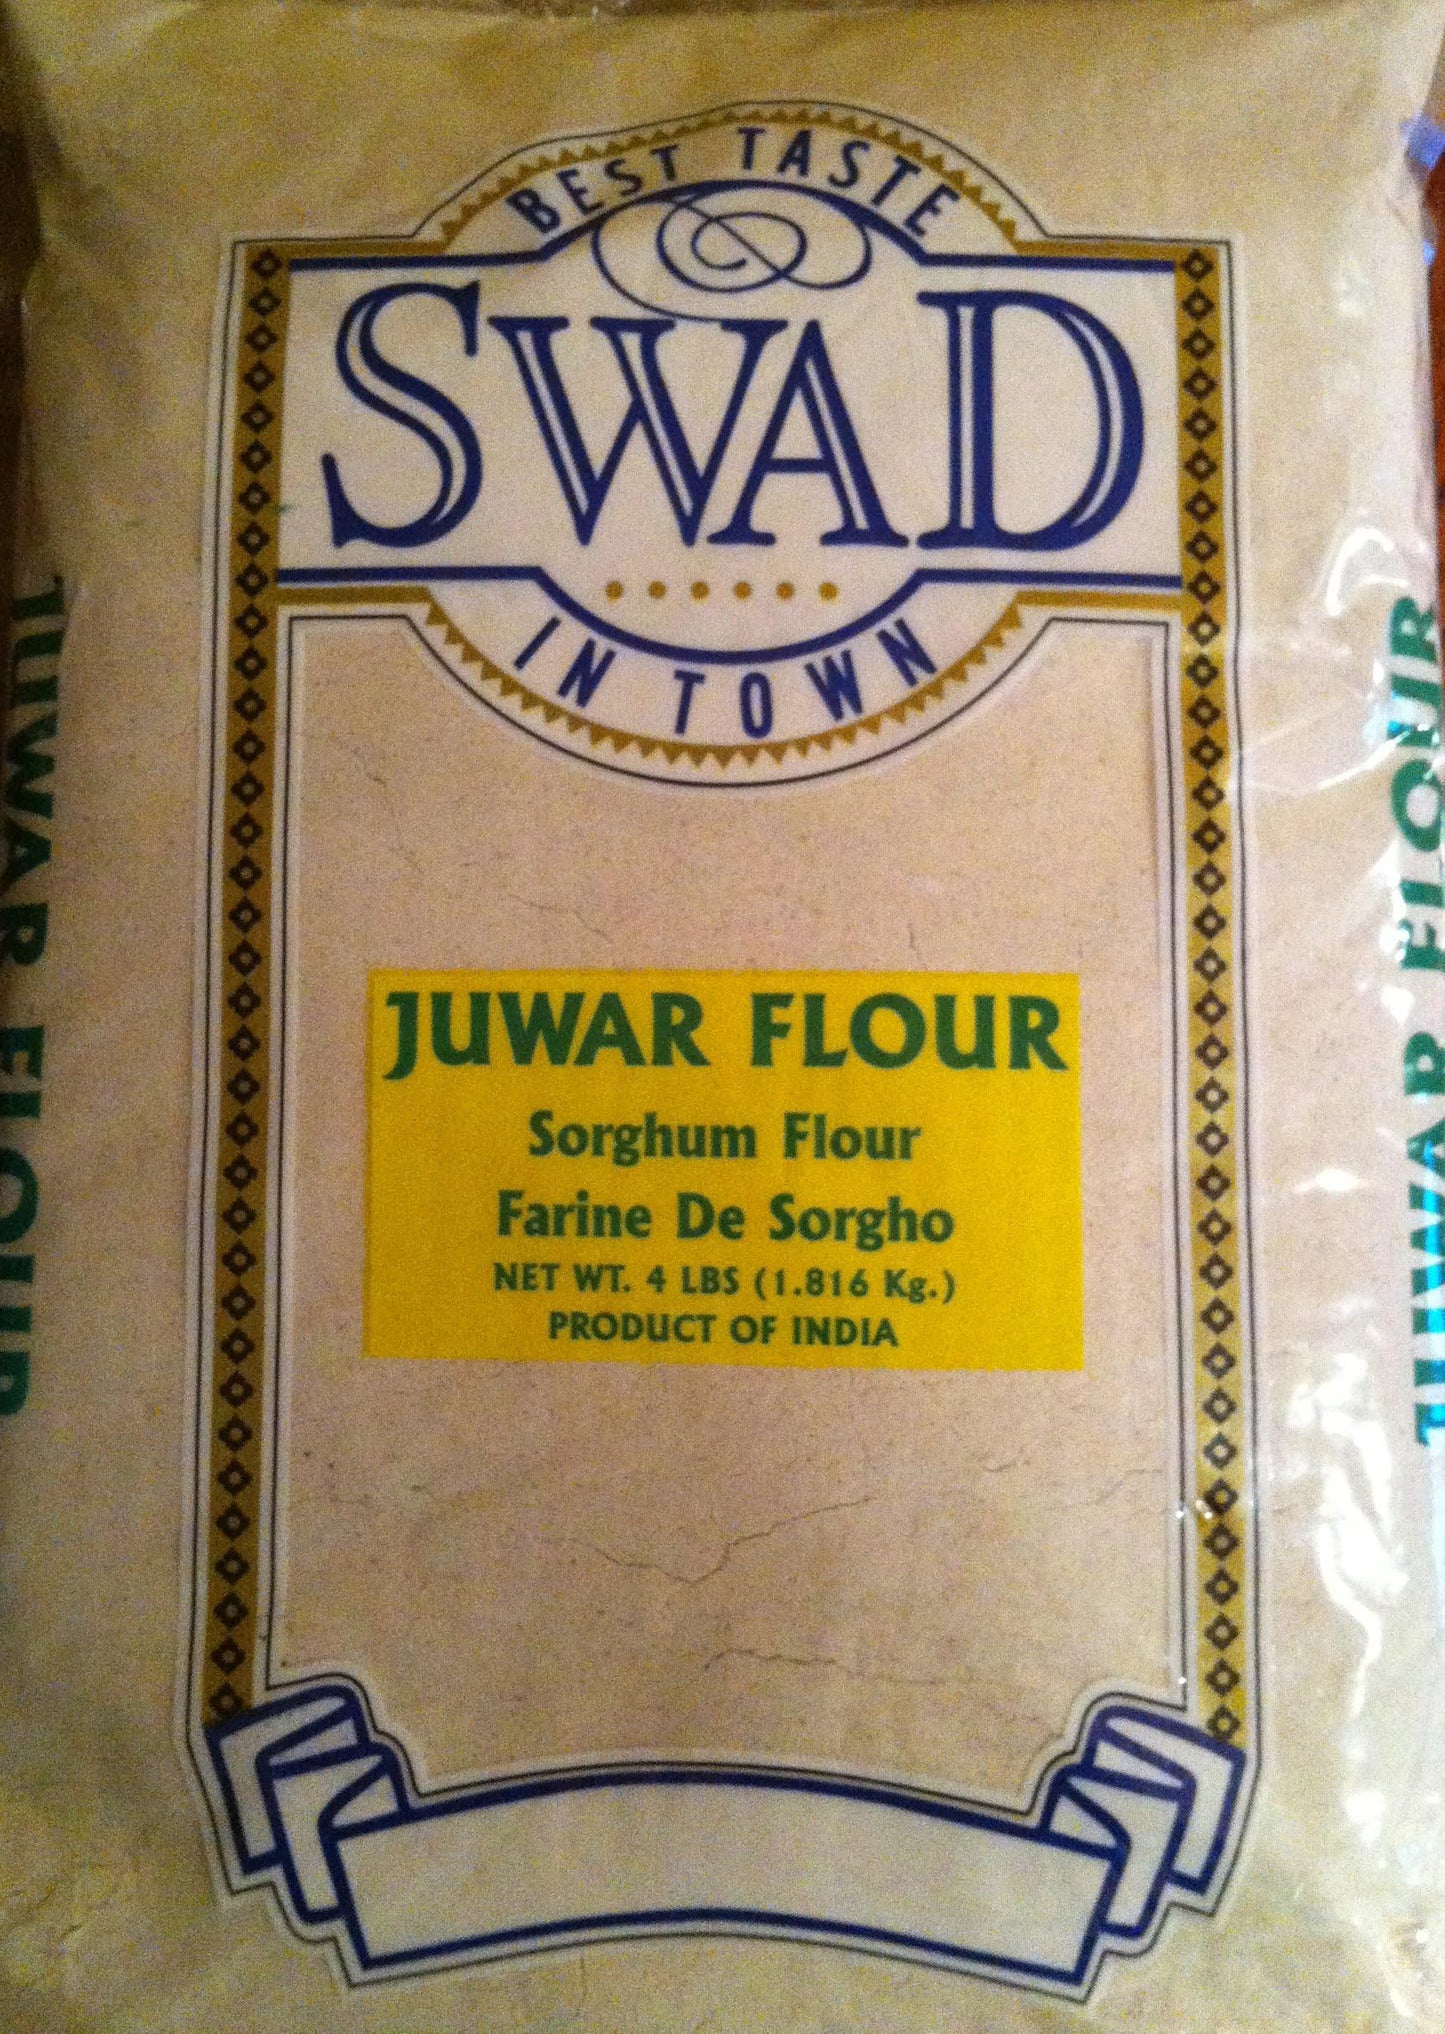 BEST TASTE
SWAD
IN TOWN
JUWAR FLOUR
Sorghum Flour
Farine De Sorgho
NET WT. 4 LBS (1.816 Kg.)
PRODUCT OF INDIA
JUWAR FLOUR
JUWAR FLOUR